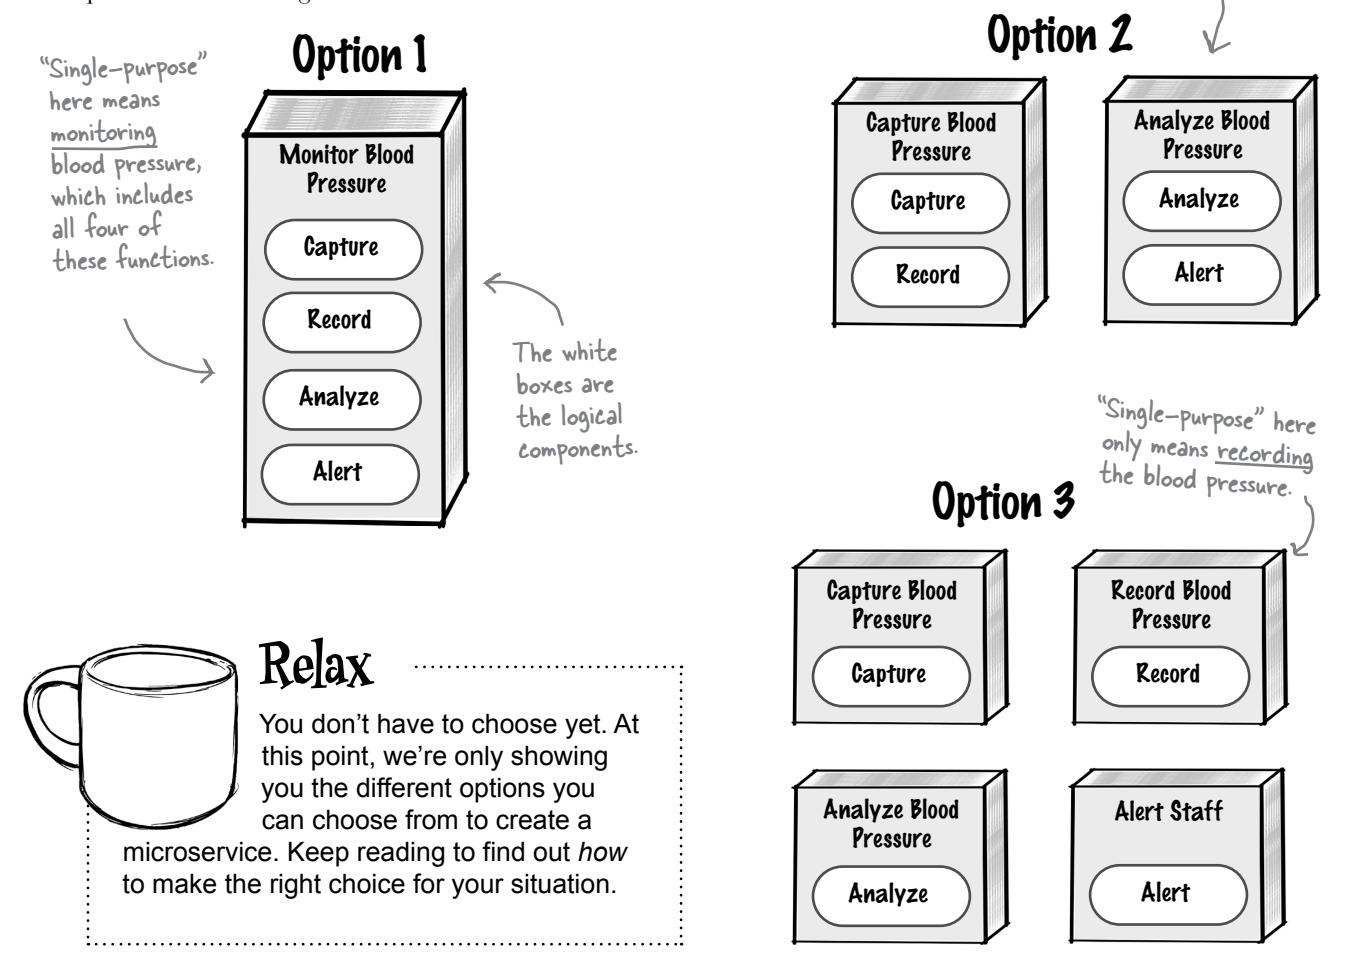 Option 1
“Single-purpose”
here means
monitoring
blood pressure,
which includes
all four of
these functions.
Monitor Blood
Pressure
Capture
Record
Analyze
Alert
The white
boxes are
the logical
components.
Option 2
Capture Blood
Pressure
Capture
Record
Analyze Blood
Pressure
Analyze
Alert
“Single-purpose” here
only means recording
the blood pressure.
Option 3
Capture Blood
Pressure
Capture
Record Blood
Pressure
Record
Analyze Blood
Pressure
Analyze
Alert Staff
Alert
Relax
You don’t have to choose yet. At
this point, we’re only showing
you the different options you
can choose from to create a
microservice. Keep reading to find out how
to make the right choice for your situation.